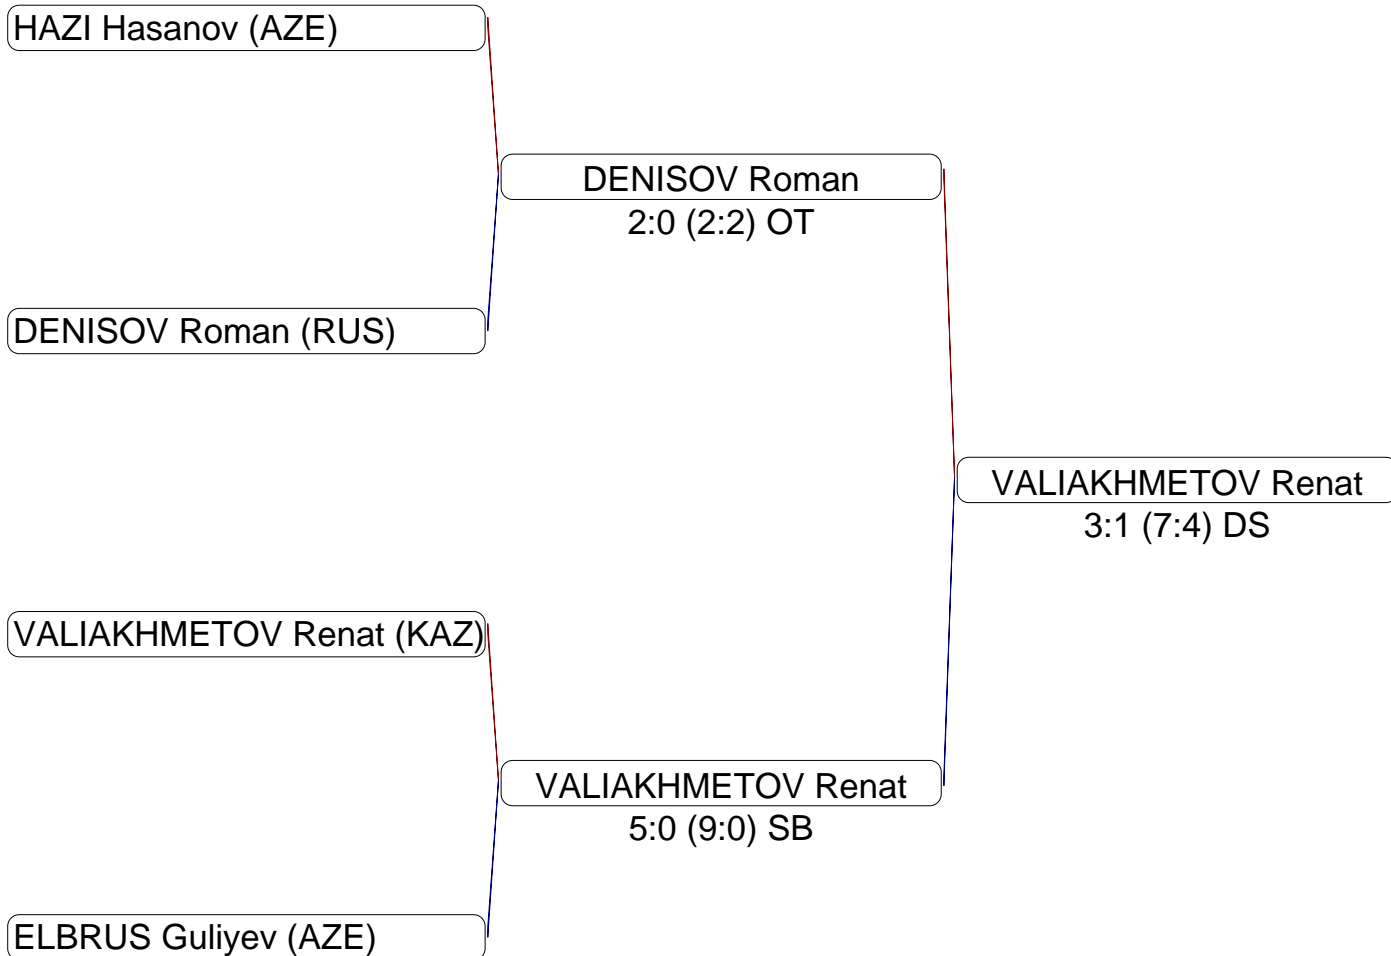 HAZI Hasanov (AZE)
DENISOV Roman
2:0 (2:2) OT
DENISOV Roman (RUS)
VALIAKHMETOV Renat
3:1 (7:4) DS
VALIAKHMETOV Renat (KAZ)
VALIAKHMETOV Renat
5:0 (9:0) SB
ELBRUS Guliyev (AZE)